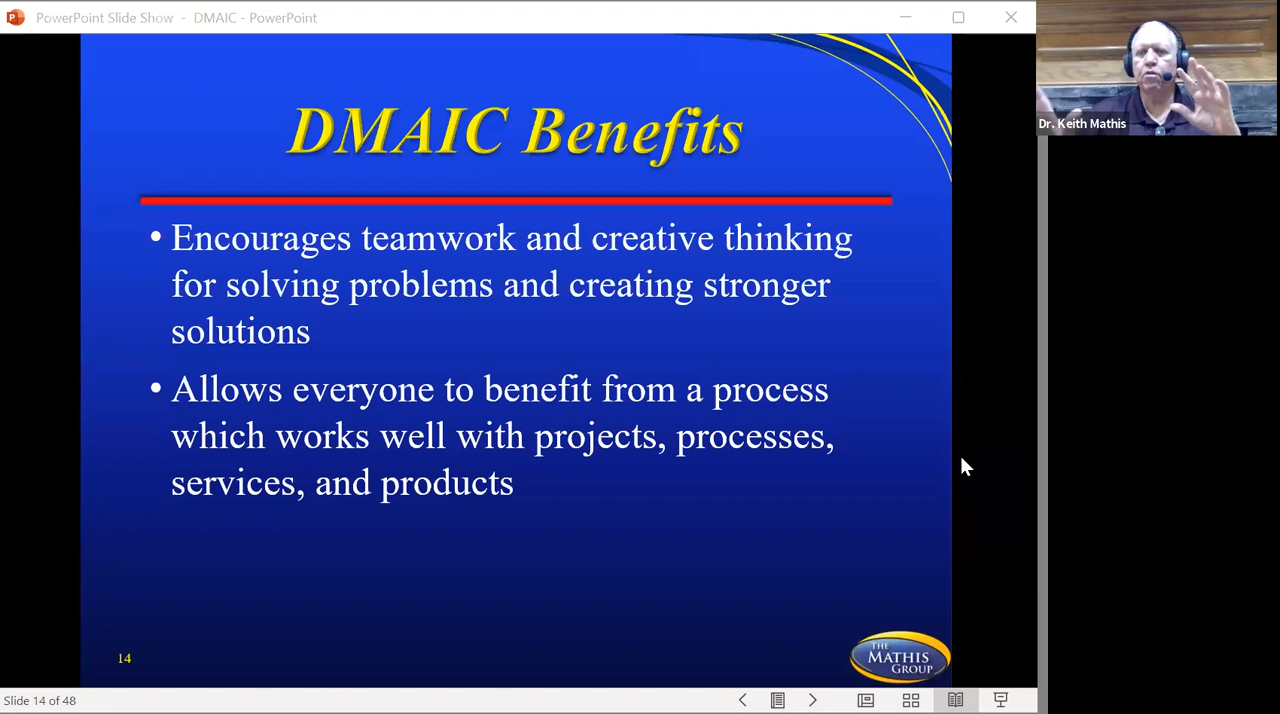 PowerPoint Slide Show - DMAIC - PowerPoint
Dr. Keith Mathis
DMAIC Benefits
• Encourages teamwork and creative thinking
for solving problems and creating stronger
solutions
• Allows everyone to benefit from a process
which works well with projects, processes,
services, and products
14
THE
MATHIS
GROUP
Slide 14 of 48